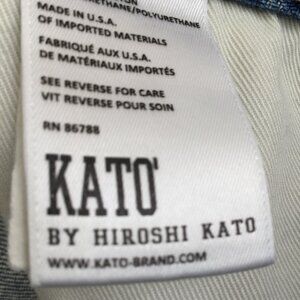 URETHANE/POLYURETHANE
MADE IN U.S.A.
OF IMPORTED MATERIALS
FABRIQUÉ AUX U.S.A.
DE MATÉRIAUX IMPORTÉS
SEE REVERSE FOR CARE
VIT REVERSE POUR SOIN
RN 86788
KATO'
BY HIROSHI KATO
WWW.KATO-BRAND.COM